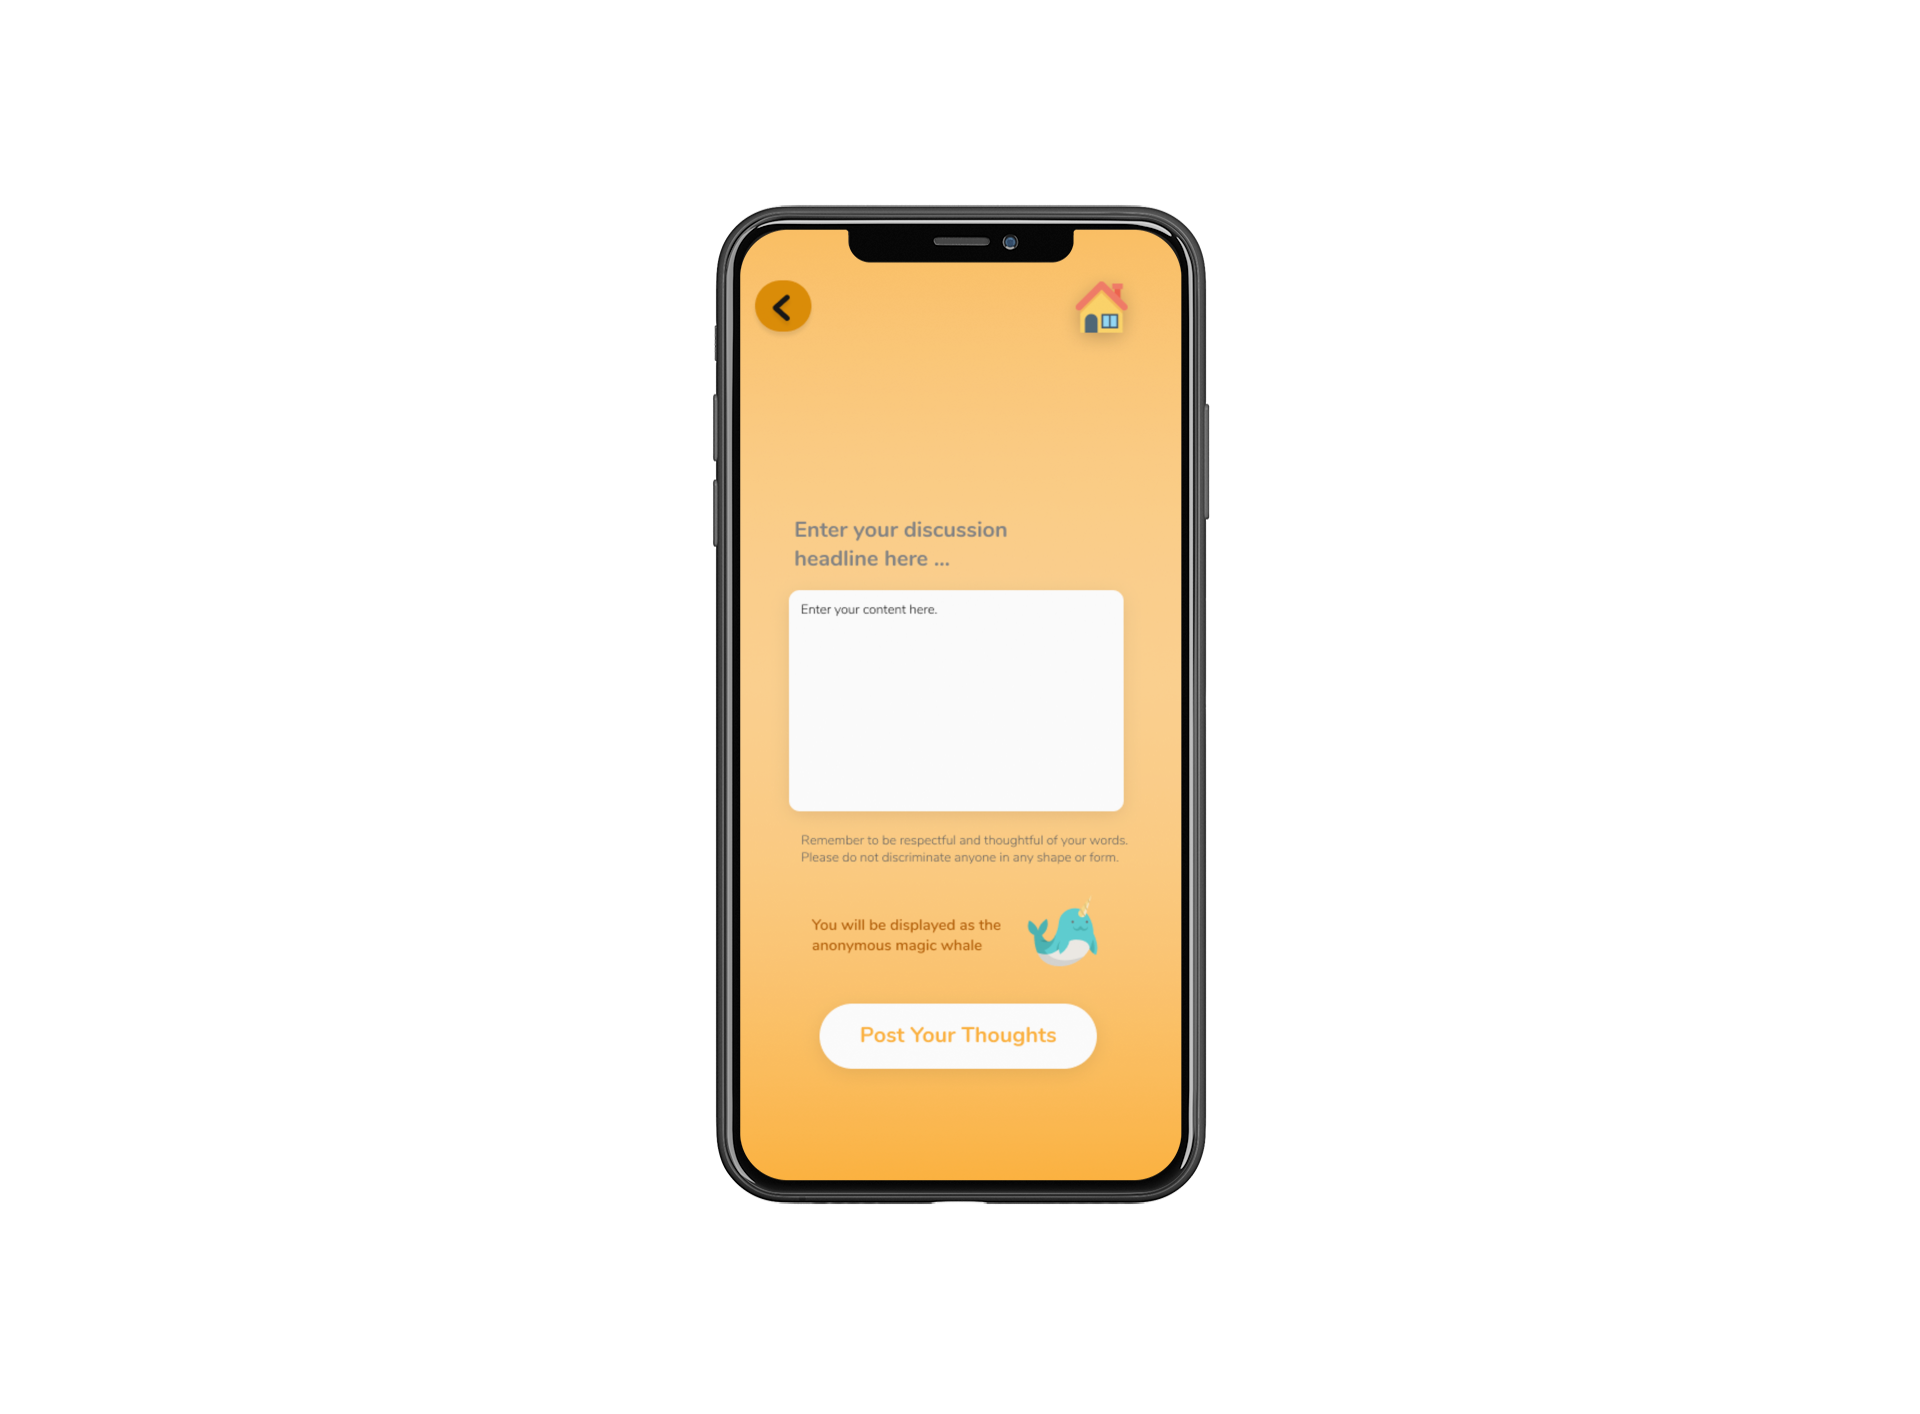 Enter your discussion
headline here ...
Enter your content here.
Remember to be respectful and thoughtful of your words.
Please do not discriminate anyone in any shape or form.
You will be displayed as the
anonymous magic whale
Post Your Thoughts